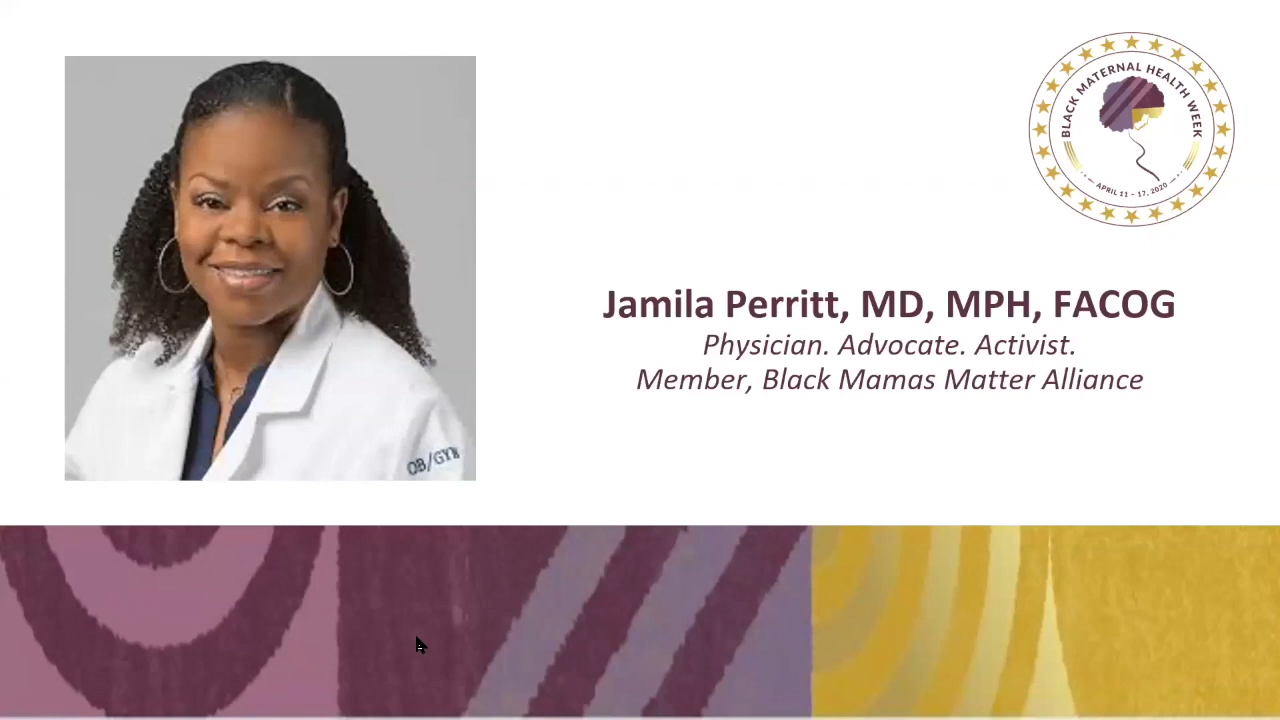 BLACK MATERNAL HEALTH WEEK
APRIL 11 – 17, 2020
Jamila Perritt, MD, MPH, FACOG
Physician. Advocate. Activist.
Member, Black Mamas Matter Alliance
OB/GYN